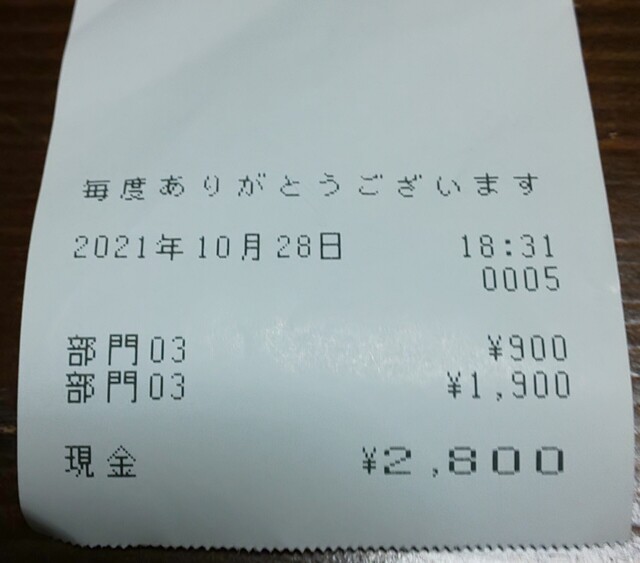 毎度ありがとうございます
2021年10月28日 18:31
0005
部門03 ¥900
部門03 ¥1,900
現金 ¥2,800